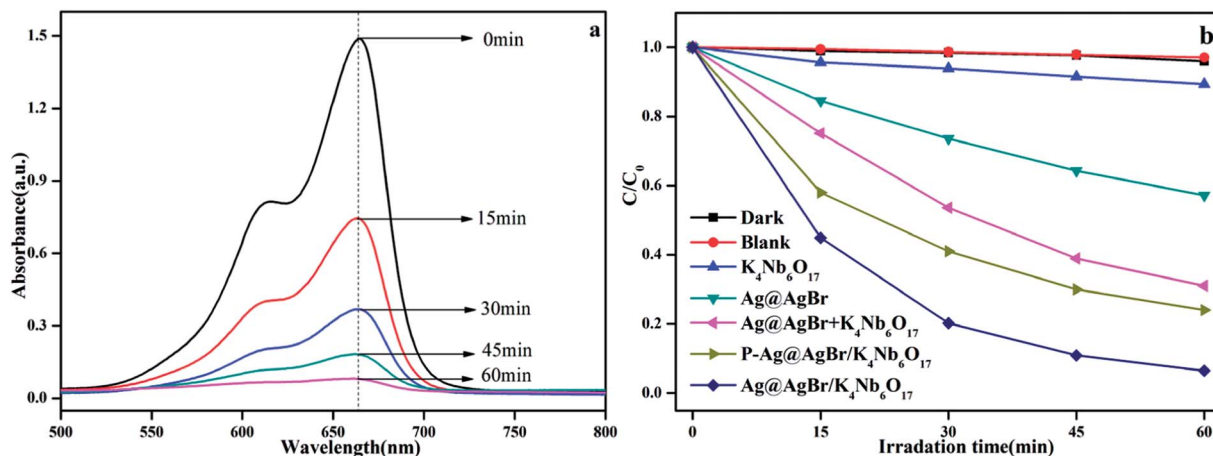 a
1.5
1.2
0.9
0.6
0.3
0.0
Absorbance(a.u.)
0min
15min
30min
45min
60min
500 550 600 650 700 750 800
Wavelength(nm)
b
1.0
0.8
0.6
0.4
0.2
0.0
C/C₀
Dark
Blank
K₄Nb₆O₁₇
Ag@AgBr
Ag@AgBr+K₄Nb₆O₁₇
P-Ag@AgBr/K₄Nb₆O₁₇
Ag@AgBr/K₄Nb₆O₁₇
0 15 30 45 60
Irradation time(min)